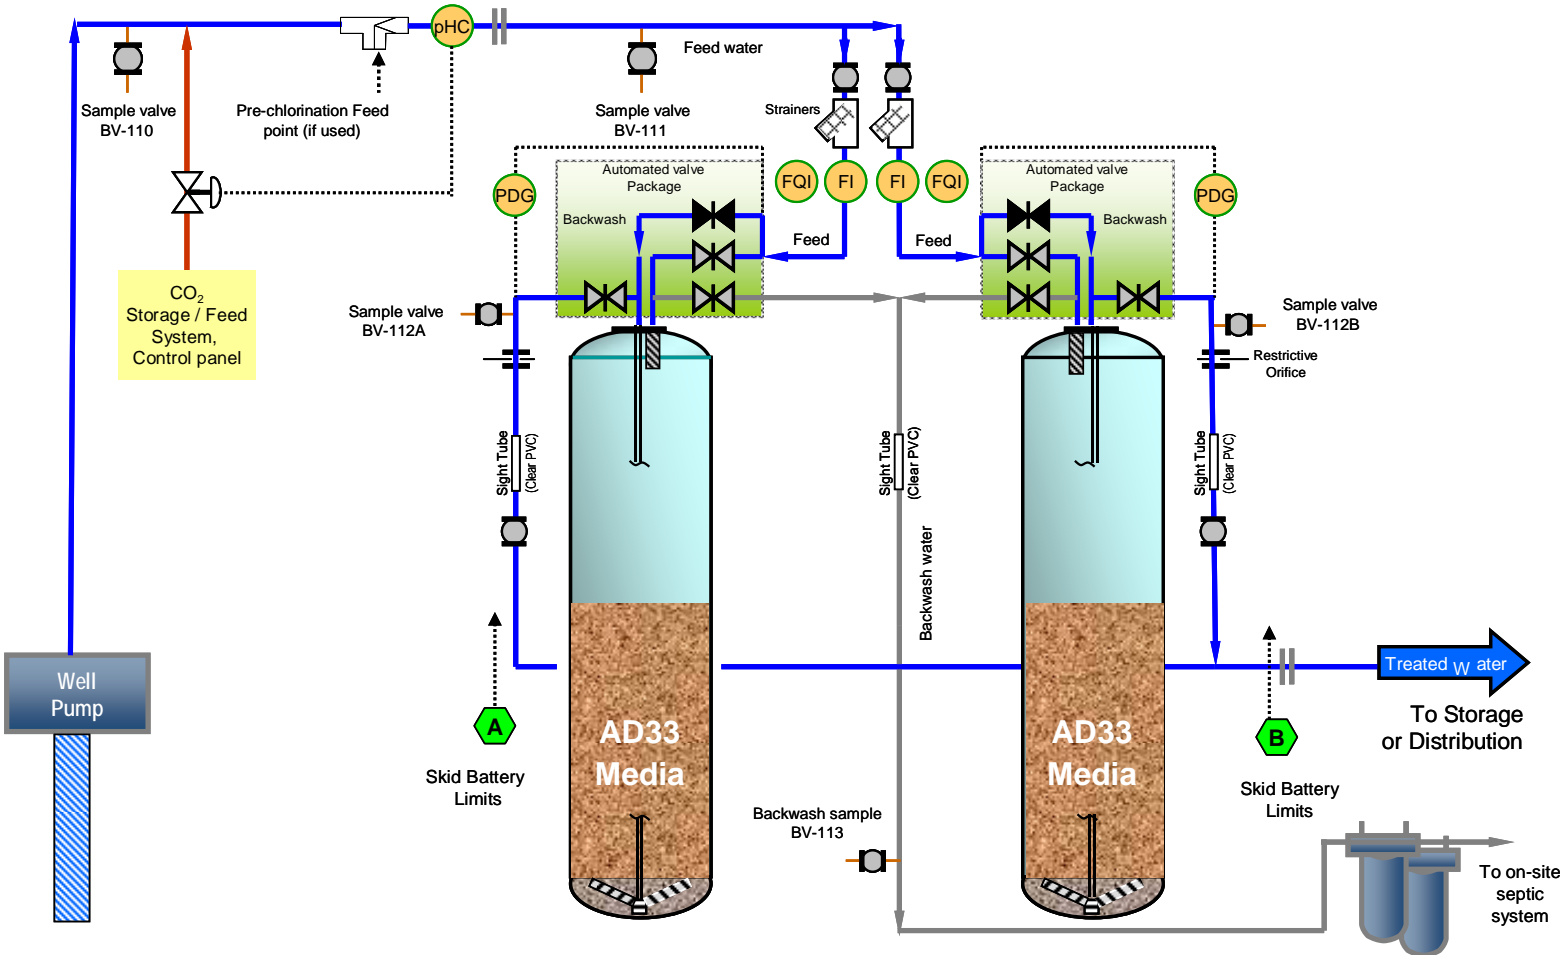 pHC
Feed water
Sample valve
BV-110
Pre-chlorination Feed
point (if used)
Sample valve
BV-111
Strainers
Automated valve
Package
FQI
FI
FI
FQI
Automated valve
Package
PDG
Backwash
Feed
Feed
Backwash
PDG
CO2
Storage / Feed
System,
Control panel
Sample valve
BV-112A
Sample valve
BV-112B
Restrictive
Orifice
Sight Tube
(Clear PVC)
Sight Tube
(Clear PVC)
Sight Tube
(Clear PVC)
Backwash water
Well
Pump
Treated Water
To Storage
or Distribution
A
AD33
Media
AD33
Media
B
Skid Battery
Limits
Skid Battery
Limits
Backwash sample
BV-113
To on-site
septic
system